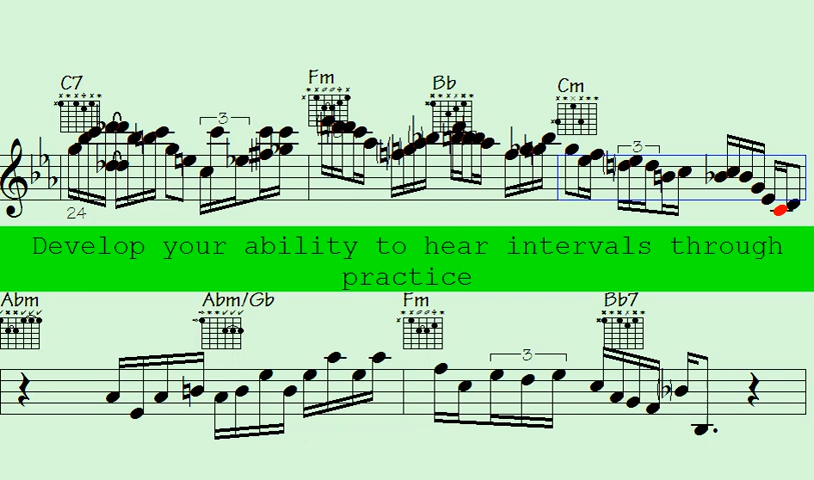 C7 Fm Bb Cm
3 3
24
Develop your ability to hear intervals through
practice
Abm Abm/Gb Fm Bb7
3